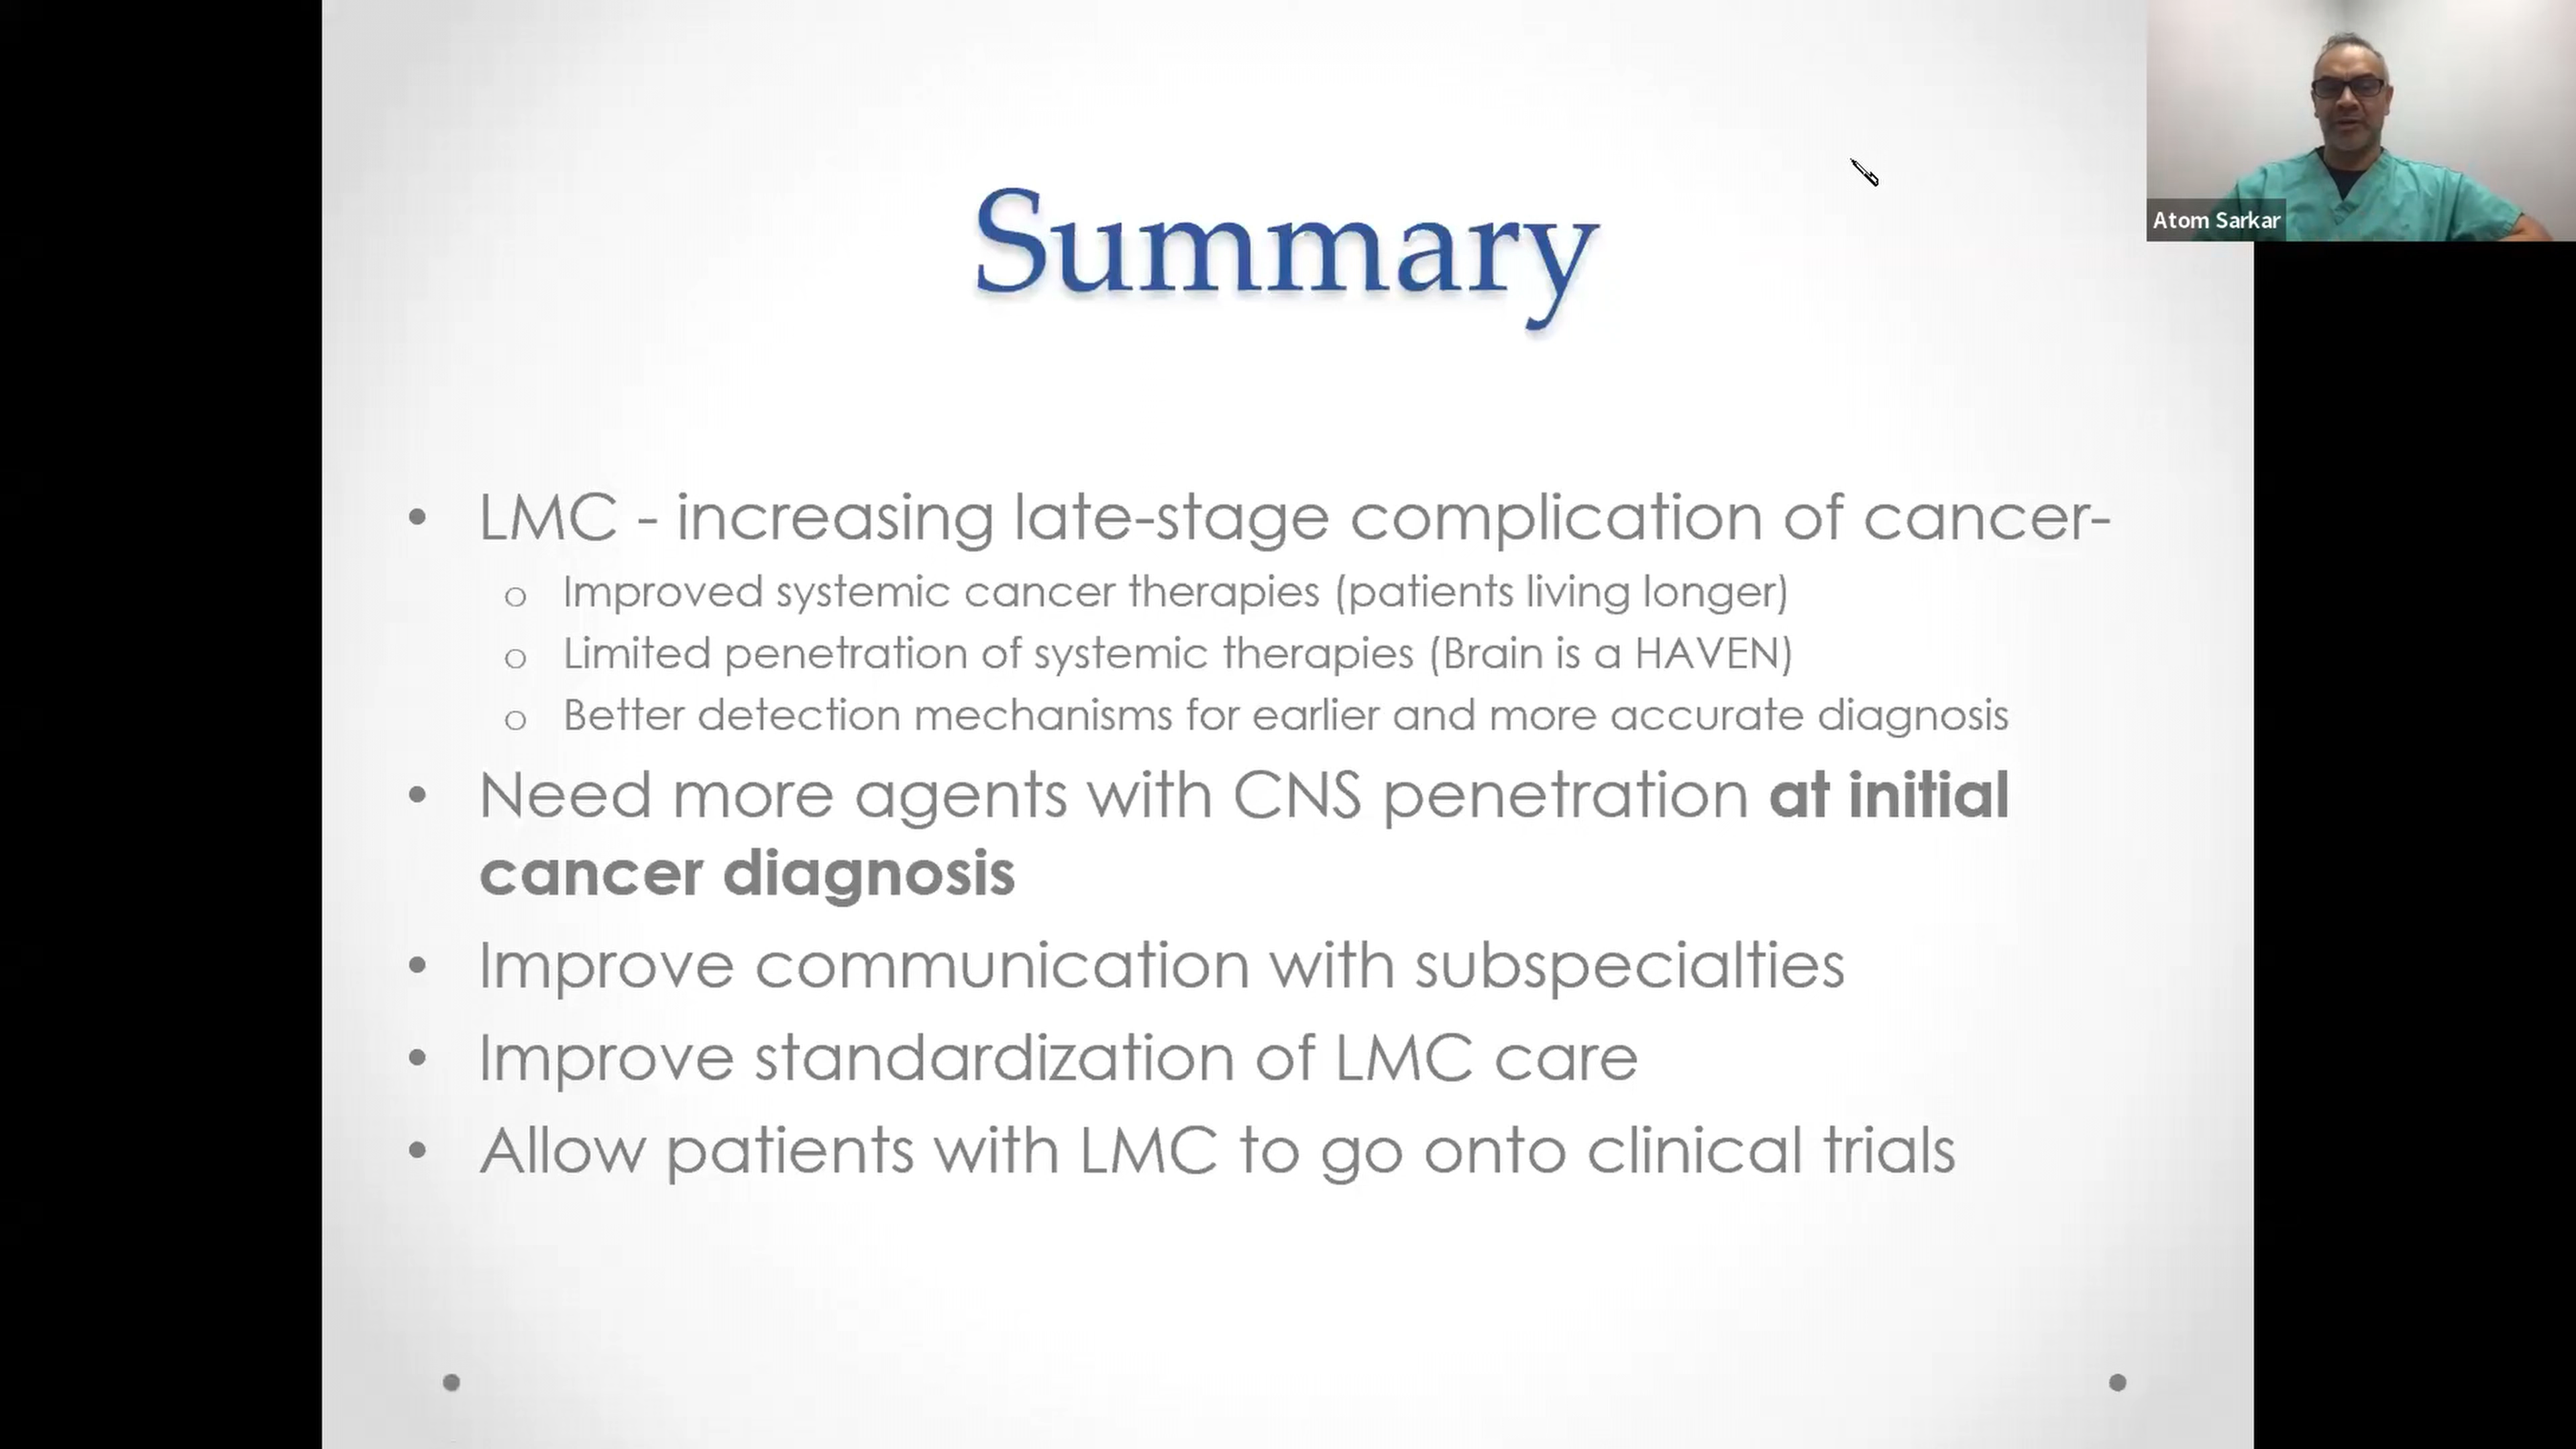 Atom Sarkar
Summary
• LMC - increasing late-stage complication of cancer-
o Improved systemic cancer therapies (patients living longer)
o Limited penetration of systemic therapies (Brain is a HAVEN)
o Better detection mechanisms for earlier and more accurate diagnosis
• Need more agents with CNS penetration at initial
cancer diagnosis
• Improve communication with subspecialties
• Improve standardization of LMC care
• Allow patients with LMC to go onto clinical trials